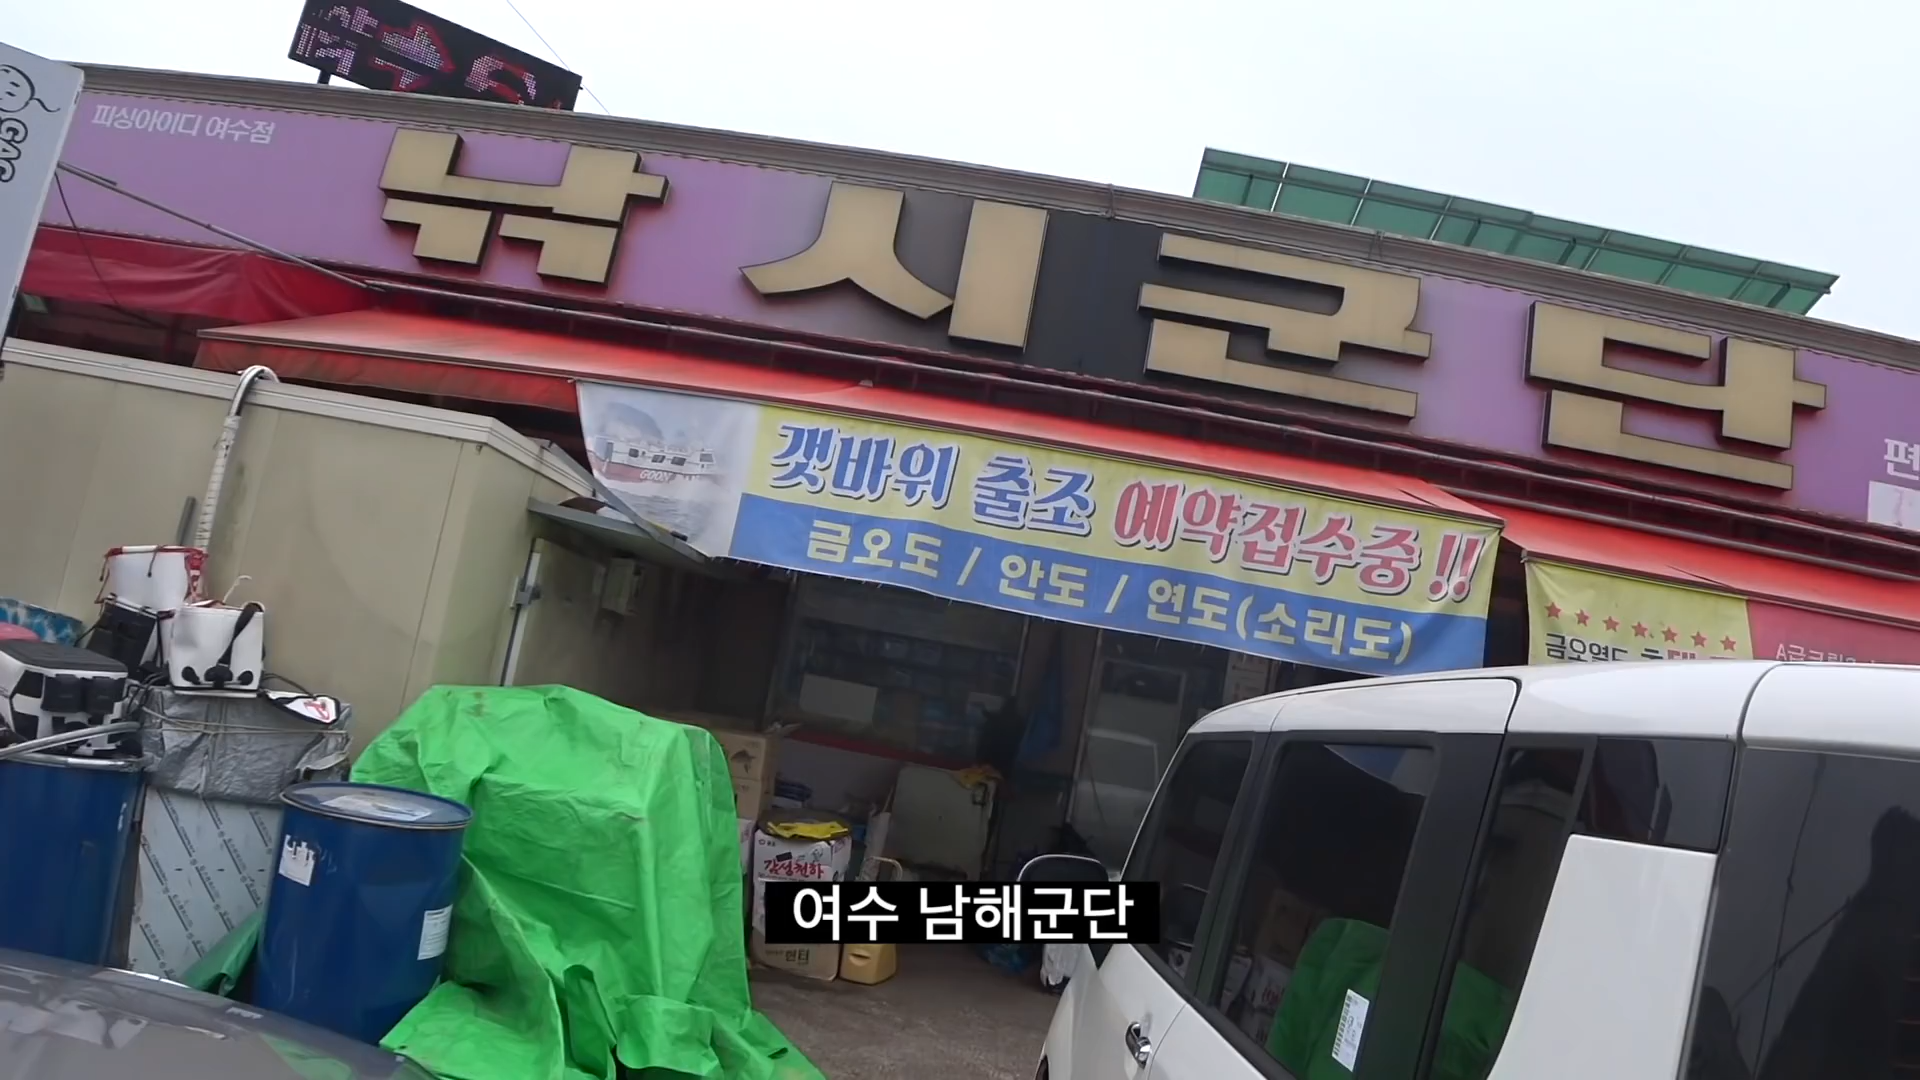 피싱아이디 여수점
낚시군단
편
갯바위 출조 예약접수중!!
금오도 / 안도 / 연도(소리도)
GOON
여수 남해군단